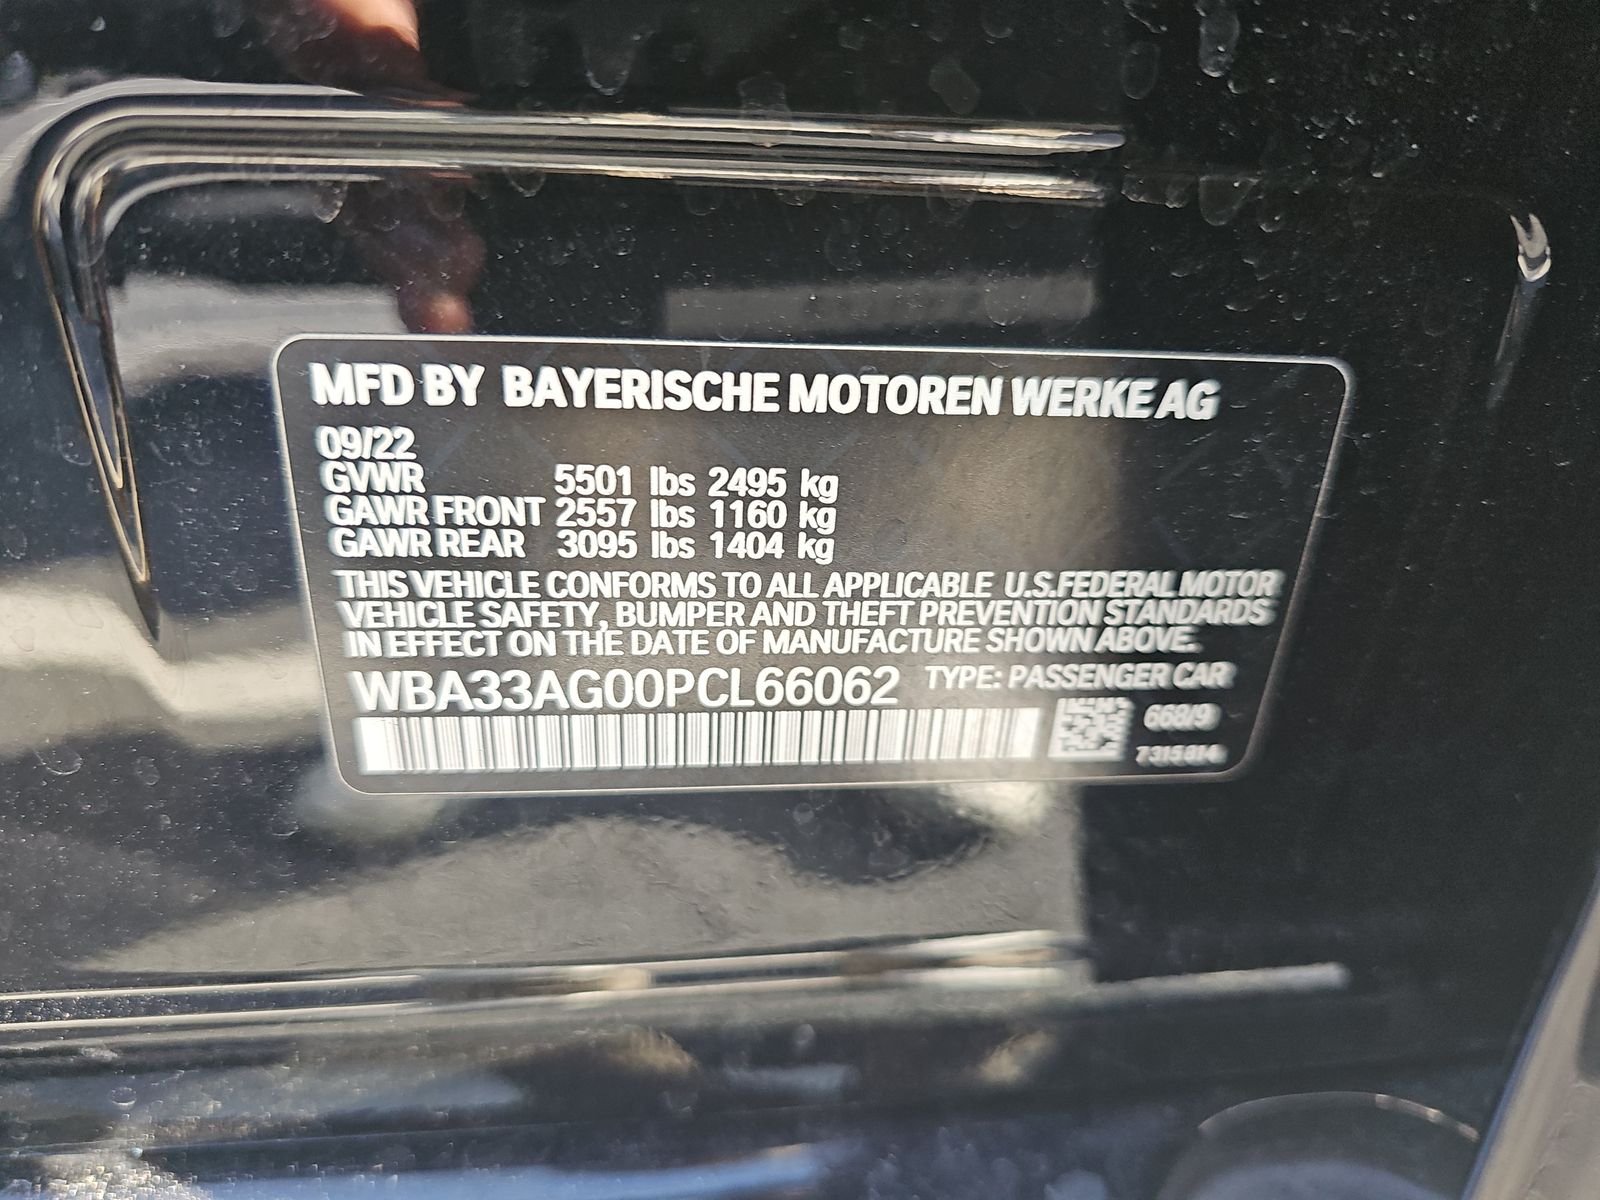 MFD BY BAYERISCHE MOTOREN WERKE AG
09/22
GVWR 5501 lbs 2495 kg
GAWR FRONT 2557 lbs 1160 kg
GAWR REAR 3095 lbs 1404 kg
THIS VEHICLE CONFORMS TO ALL APPLICABLE U.S.FEDERAL MOTOR
VEHICLE SAFETY, BUMPER AND THEFT PREVENTION STANDARDS
IN EFFECT ON THE DATE OF MANUFACTURE SHOWN ABOVE.
WBA33AG00PCL66062 TYPE: PASSENGER CAR
668/9
7315814